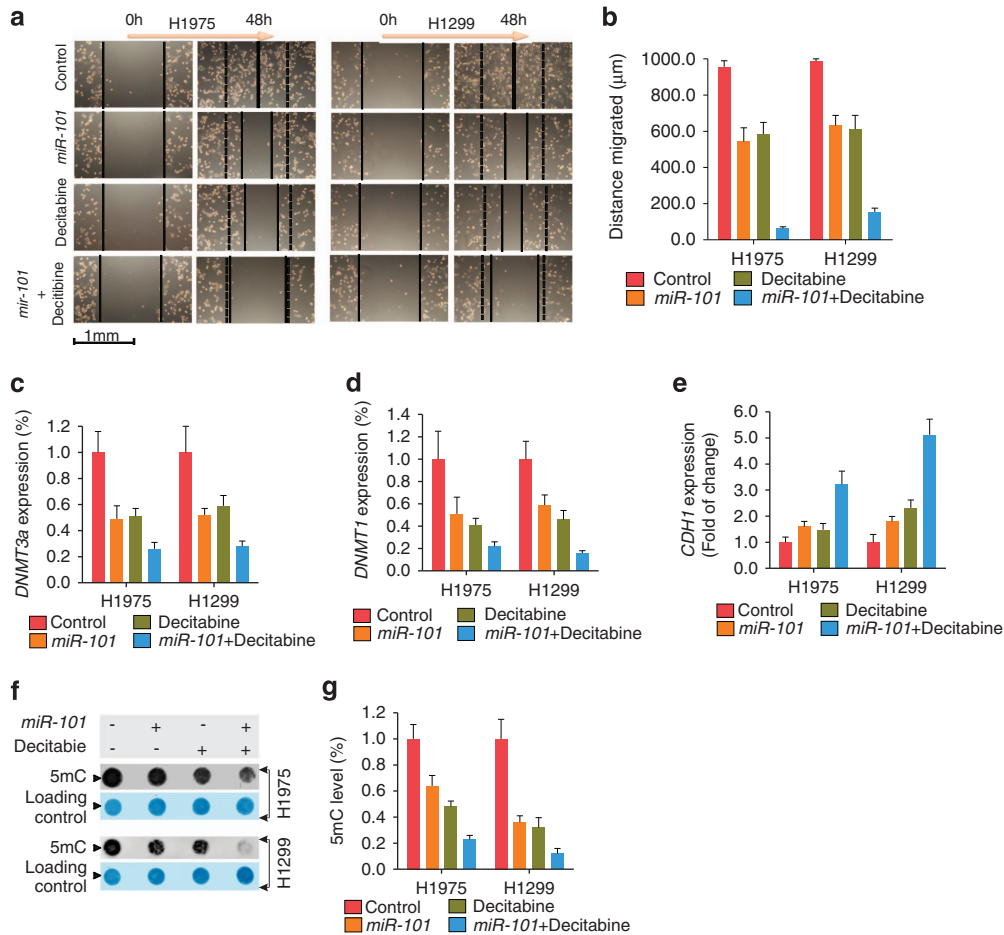 a
0h H1975 48h
0h H1299 48h
Control
miR-101
Decitabine
mir-101
+
Decitibine
1mm
b
Distance migrated (µm)
1000.0
800.0
600.0
400.0
200.0
0.0
H1975 H1299
Control Decitabine
miR-101 miR-101+Decitabine
c
DNMT3a expression (%)
1.2
1.0
0.8
0.6
0.4
0.2
0.0
H1975 H1299
Control Decitabine
miR-101 miR-101+Decitabine
d
DNMT1 expression (%)
1.4
1.2
1.0
0.8
0.6
0.4
0.2
0.0
H1975 H1299
Control Decitabine
miR-101 miR-101+Decitabine
e
CDH1 expression
(Fold of change)
6.0
5.0
4.0
3.0
2.0
1.0
0.0
H1975 H1299
Control Decitabine
miR-101 miR-101+Decitabine
f
miR-101 - + - +
Decitabie - - + +
5mC
Loading
control
H1975
5mC
Loading
control
H1299
g
5mC level (%)
1.2
1.0
0.8
0.6
0.4
0.2
0.0
H1975 H1299
Control Decitabine
miR-101 miR-101+Decitabine